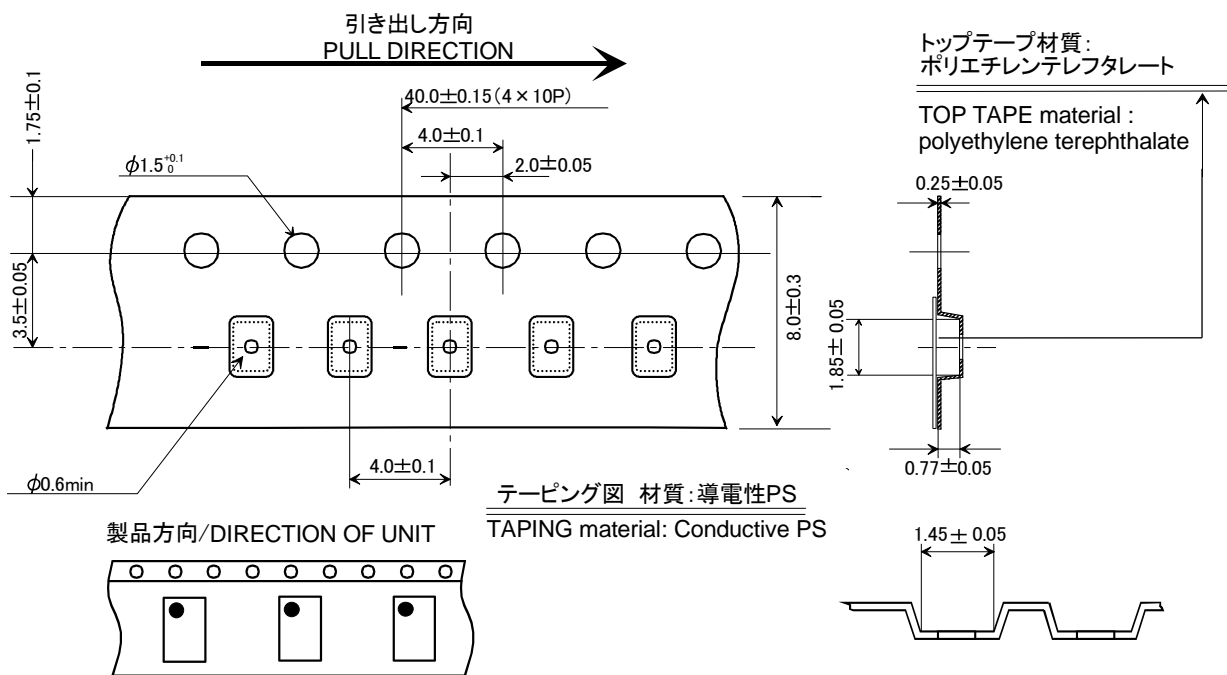 引き出し方向
PULL DIRECTION
トップテープ材質：
ポリエチレンテレフタレート
TOP TAPE material :
polyethylene terephthalate
1.75±0.1
40.0±0.15(4×10P)
4.0±0.1
φ1.5 +0.1 0
2.0±0.05
0.25±0.05
3.5±0.05
8.0±0.3
1.85±0.05
0.77±0.05
4.0±0.1
φ0.6min
テーピング図 材質：導電性PS
TAPING material: Conductive PS
製品方向/DIRECTION OF UNIT
1.45±0.05